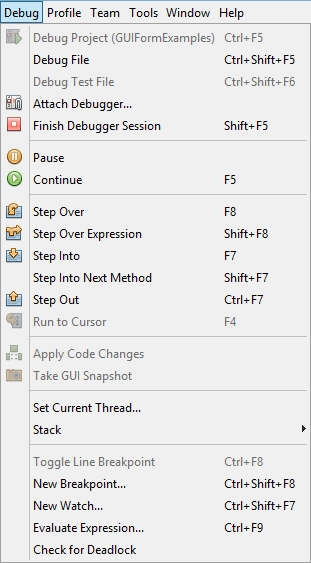 Debug Profile Team Tools Window Help
Debug Project (GUIFormExamples) Ctrl+F5
Debug File Ctrl+Shift+F5
Debug Test File Ctrl+Shift+F6
Attach Debugger...
Finish Debugger Session Shift+F5
Pause
Continue F5
Step Over F8
Step Over Expression Shift+F8
Step Into F7
Step Into Next Method Shift+F7
Step Out Ctrl+F7
Run to Cursor F4
Apply Code Changes
Take GUI Snapshot
Set Current Thread...
Stack
Toggle Line Breakpoint Ctrl+F8
New Breakpoint... Ctrl+Shift+F8
New Watch... Ctrl+Shift+F7
Evaluate Expression... Ctrl+F9
Check for Deadlock